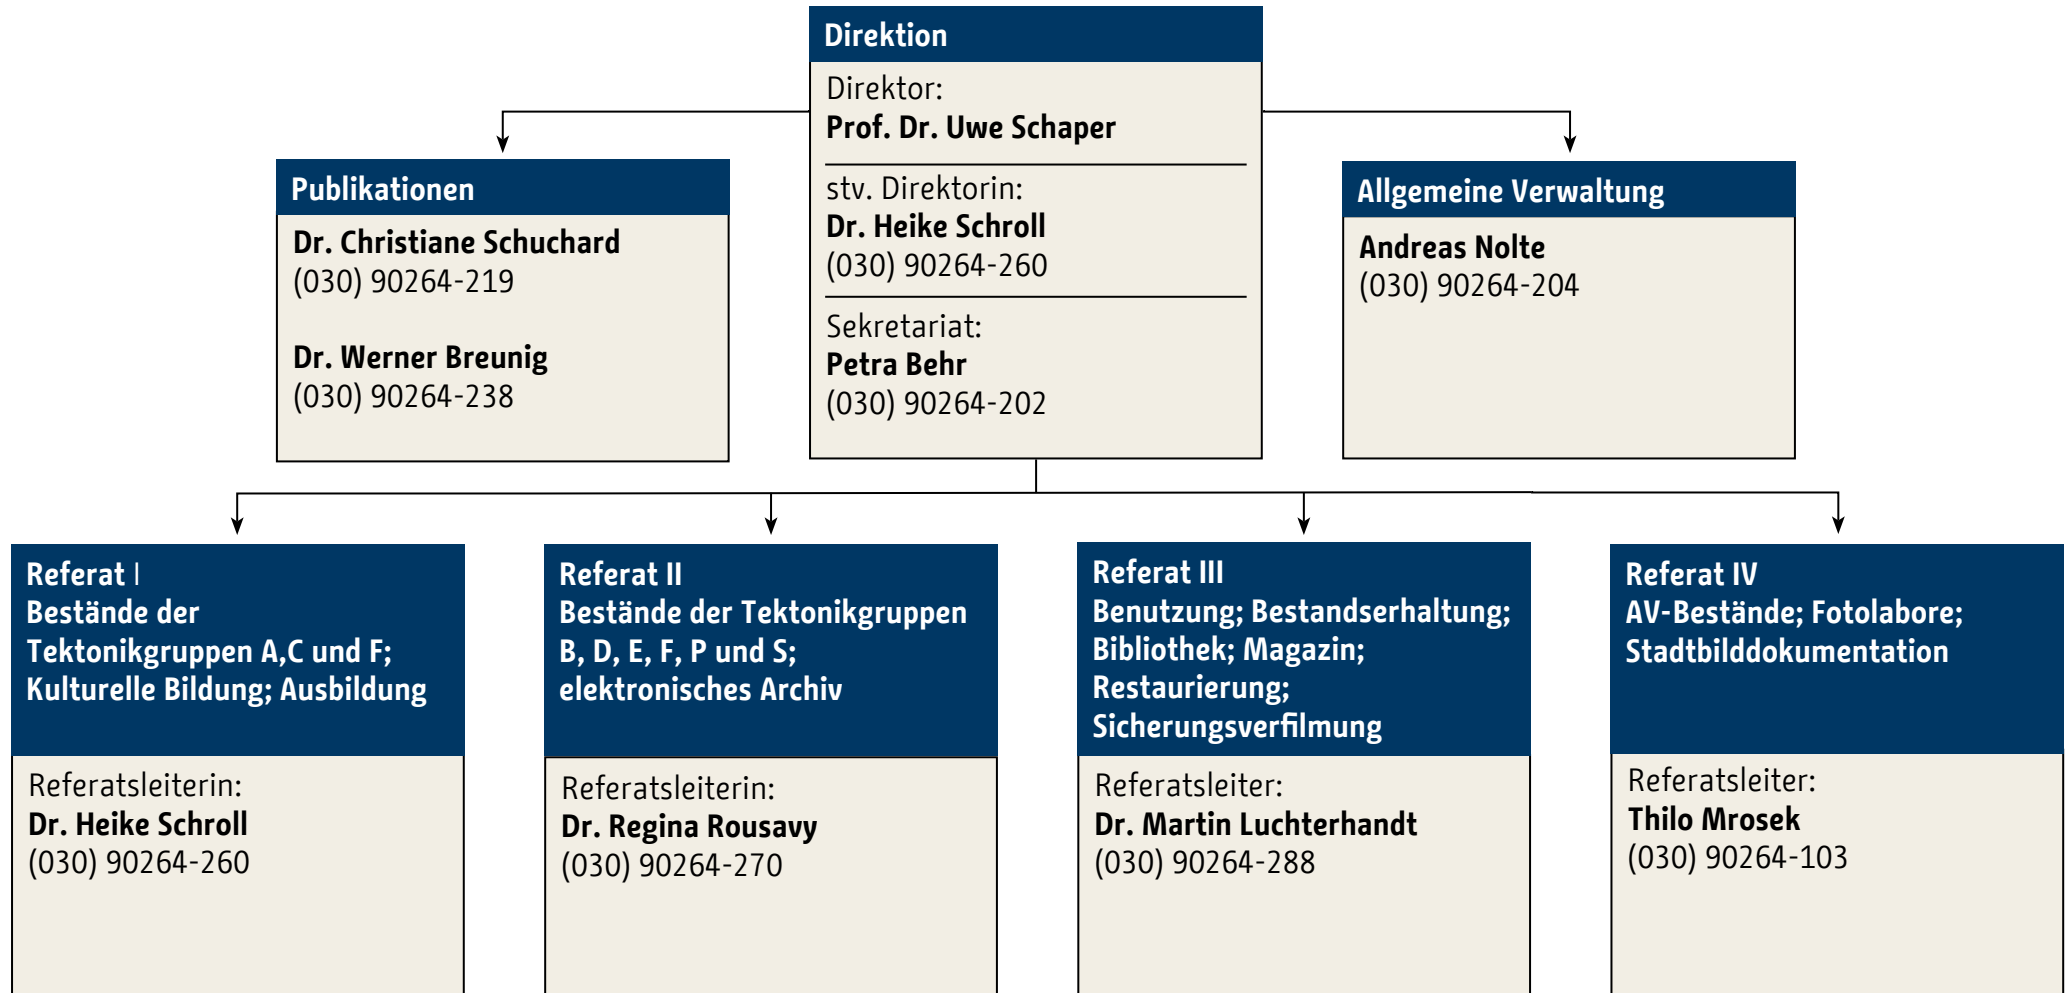 Direktion
Direktor:
Prof. Dr. Uwe Schaper
stv. Direktorin:
Dr. Heike Schroll
(030) 90264-260
Sekretariat:
Petra Behr
(030) 90264-202
Publikationen
Dr. Christiane Schuchard
(030) 90264-219
Dr. Werner Breunig
(030) 90264-238
Allgemeine Verwaltung
Andreas Nolte
(030) 90264-204
Referat I
Bestände der
Tektonikgruppen A,C und F;
Kulturelle Bildung; Ausbildung
Referatsleiterin:
Dr. Heike Schroll
(030) 90264-260
Referat II
Bestände der Tektonikgruppen
B, D, E, F, P und S;
elektronisches Archiv
Referatsleiterin:
Dr. Regina Rousavy
(030) 90264-270
Referat III
Benutzung; Bestandserhaltung;
Bibliothek; Magazin;
Restaurierung;
Sicherungsverfilmung
Referatsleiter:
Dr. Martin Luchterhandt
(030) 90264-288
Referat IV
AV-Bestände; Fotolabore;
Stadtbilddokumentation
Referatsleiter:
Thilo Mrosek
(030) 90264-103